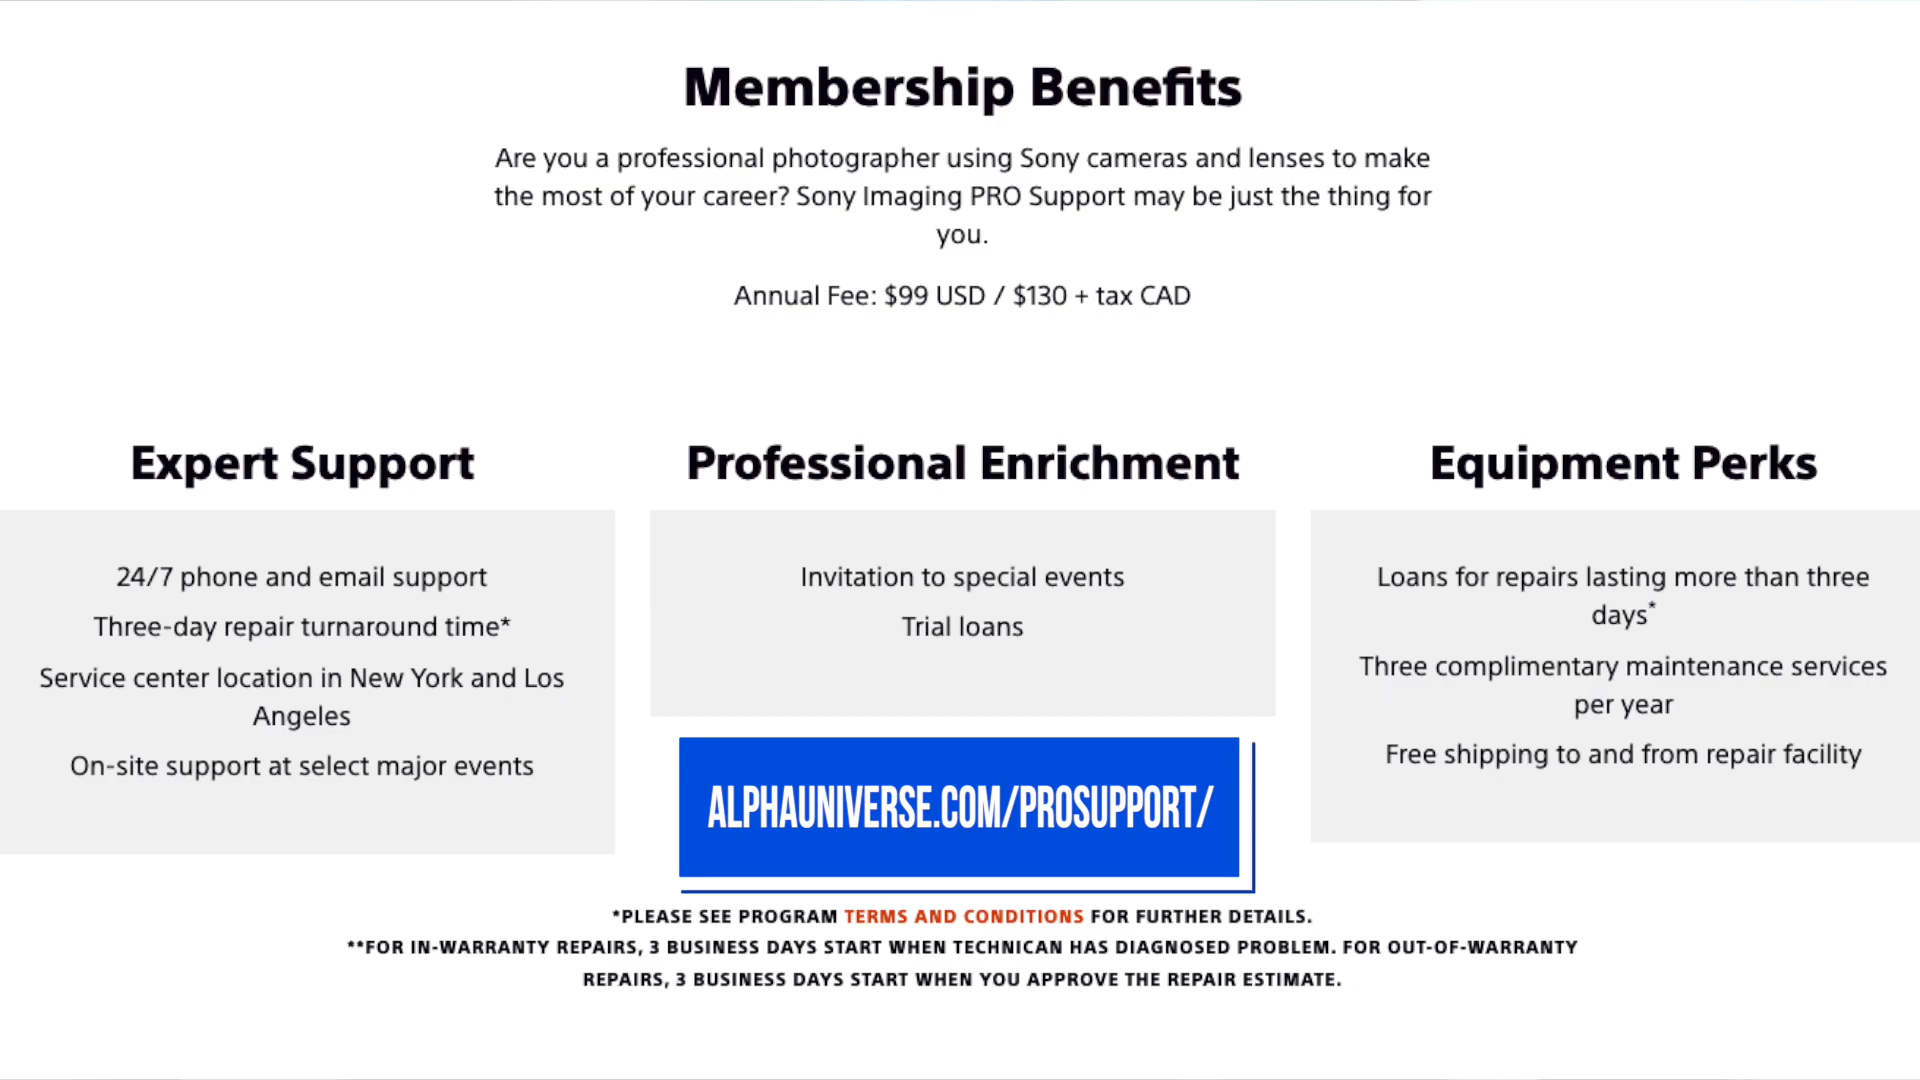 Membership Benefits
Are you a professional photographer using Sony cameras and lenses to make
the most of your career? Sony Imaging PRO Support may be just the thing for
you.
Annual Fee: $99 USD / $130 + tax CAD
Expert Support
24/7 phone and email support
Three-day repair turnaround time*
Service center location in New York and Los
Angeles
On-site support at select major events
Professional Enrichment
Invitation to special events
Trial loans
Equipment Perks
Loans for repairs lasting more than three
days*
Three complimentary maintenance services
per year
Free shipping to and from repair facility
ALPHAUNIVERSE.COM/PROSUPPORT/
*PLEASE SEE PROGRAM TERMS AND CONDITIONS FOR FURTHER DETAILS.
**FOR IN-WARRANTY REPAIRS, 3 BUSINESS DAYS START WHEN TECHNICAN HAS DIAGNOSED PROBLEM. FOR OUT-OF-WARRANTY
REPAIRS, 3 BUSINESS DAYS START WHEN YOU APPROVE THE REPAIR ESTIMATE.